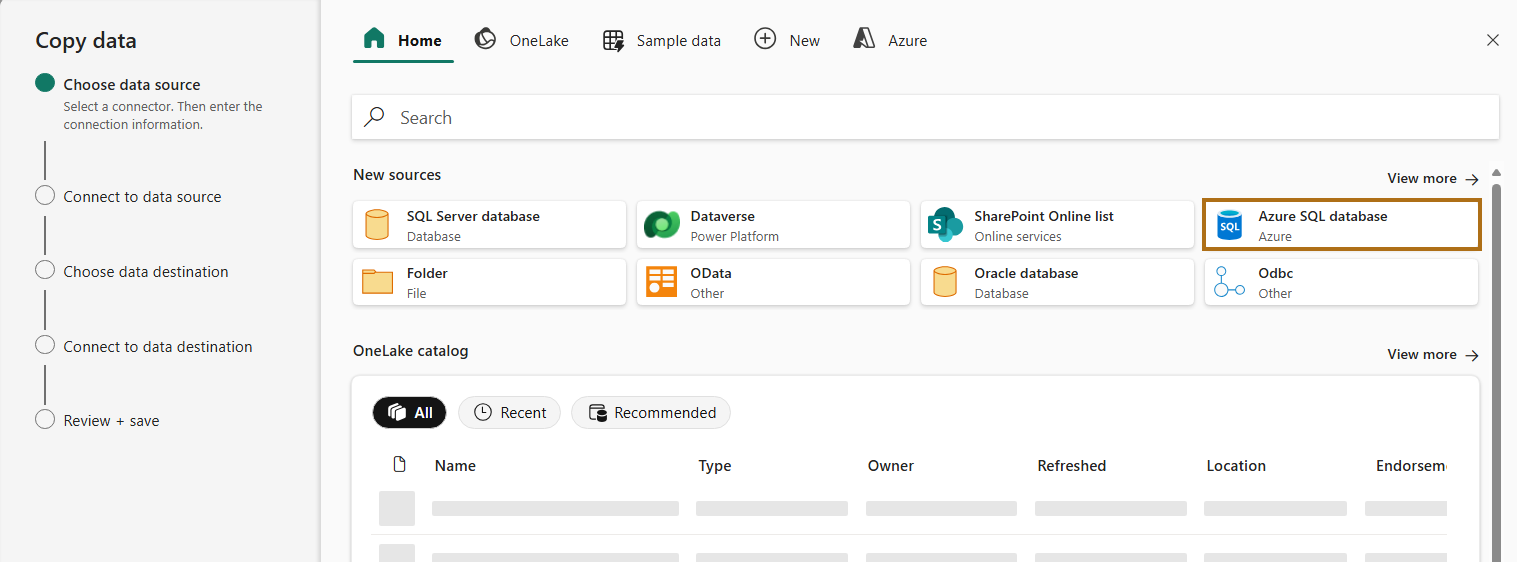 Copy data
Choose data source
Select a connector. Then enter the
connection information.
Connect to data source
Choose data destination
Connect to data destination
Review + save
Home
OneLake
Sample data
New
Azure
Search
New sources
View more
SQL Server database
Database
Dataverse
Power Platform
SharePoint Online list
Online services
SQL
Azure SQL database
Azure
Folder
File
OData
Other
Oracle database
Database
Odbc
Other
OneLake catalog
View more
All
Recent
Recommended
Name
Type
Owner
Refreshed
Location
Endorsem